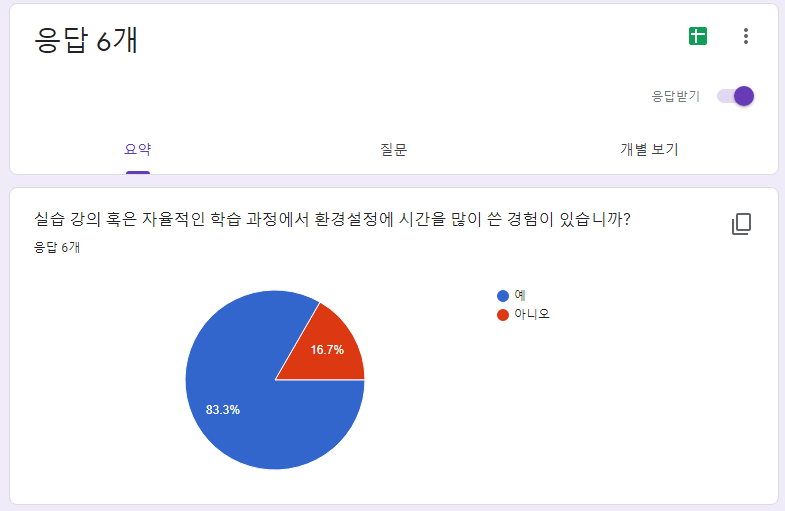 응답 6개
응답받기
요약
질문
개별 보기
실습 강의 혹은 자율적인 학습 과정에서 환경설정에 시간을 많이 쓴 경험이 있습니까?
응답 6개
예
아니오
16.7%
83.3%